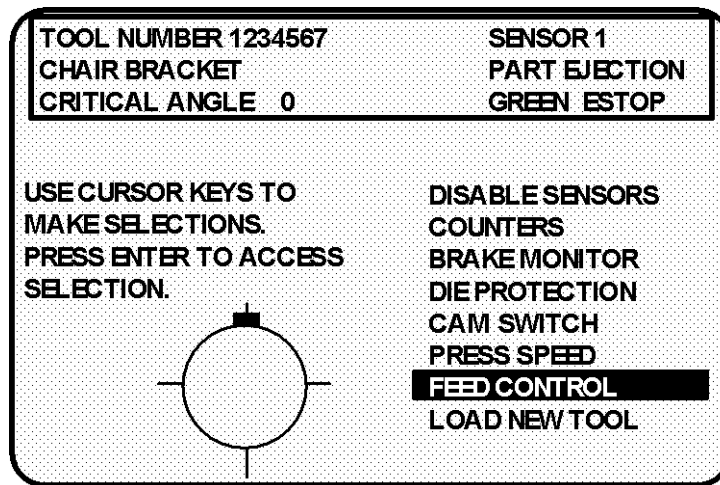 TOOL NUMBER 1234567
CHAIR BRACKET
CRITICAL ANGLE 0
SENSOR 1
PART EJECTION
GREEN ESTOP
USE CURSOR KEYS TO
MAKE SELECTIONS.
PRESS ENTER TO ACCESS
SELECTION.
DISABLE SENSORS
COUNTERS
BRAKE MONITOR
DIE PROTECTION
CAM SWITCH
PRESS SPEED
FEED CONTROL
LOAD NEW TOOL